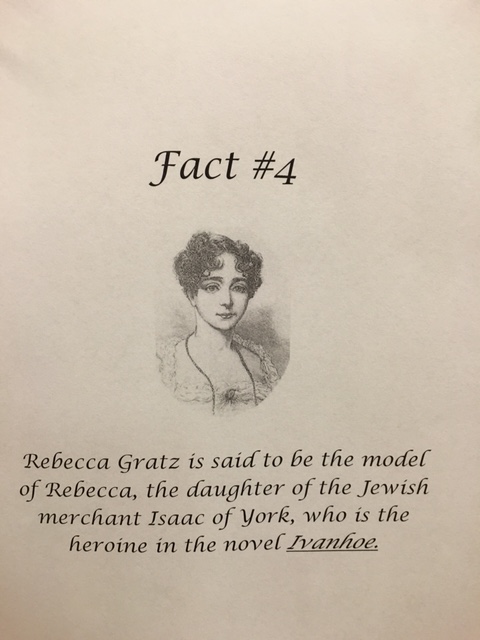 Fact #4
Rebecca Gratz is said to be the model
of Rebecca, the daughter of the Jewish
merchant Isaac of York, who is the
heroine in the novel Ivanhoe.